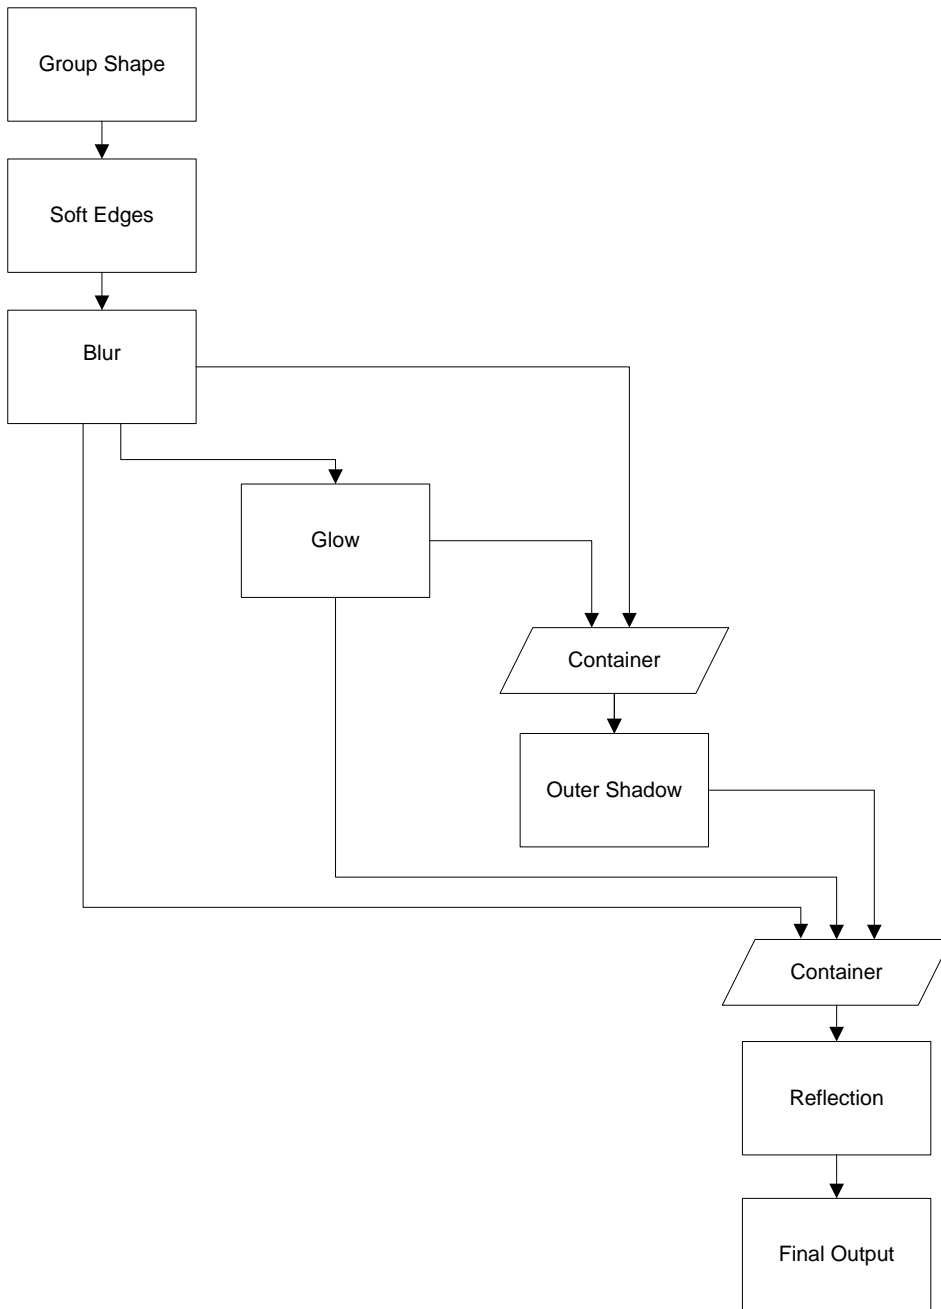 Group Shape
Soft Edges
Blur
Glow
Container
Outer Shadow
Container
Reflection
Final Output